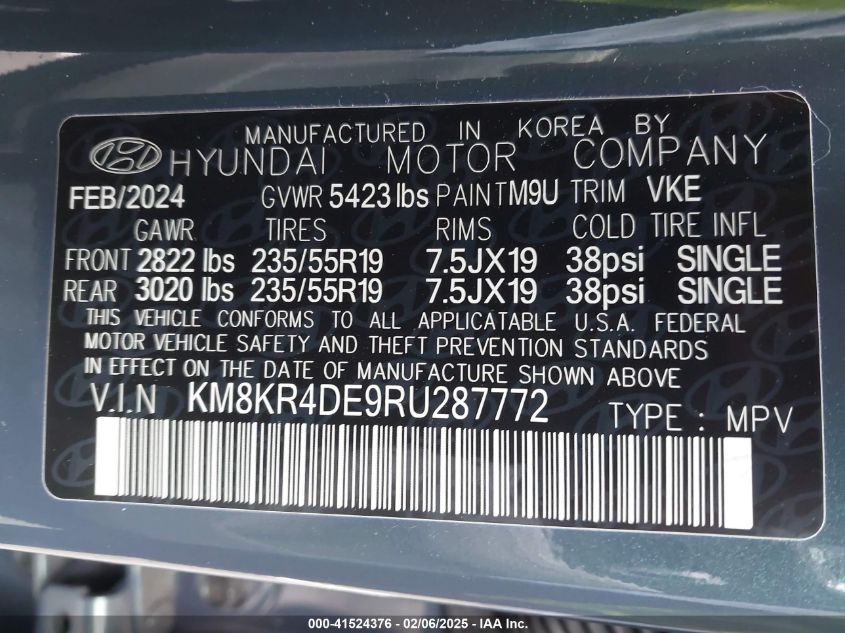 MANUFACTURED IN KOREA BY
HYUNDAI MOTOR COMPANY
FEB/2024 GVWR 5423 lbs PAINT M9U TRIM VKE
GAWR TIRES RIMS COLD TIRE INFL
FRONT 2822 lbs 235/55R19 7.5JX19 38psi SINGLE
REAR 3020 lbs 235/55R19 7.5JX19 38psi SINGLE
THIS VEHICLE CONFORMS TO ALL APPLICATABLE U.S.A. FEDERAL
MOTOR VEHICLE SAFETY AND THEFT PREVENTION STANDARDS
IN EFFECT ON THE DATE OF MANUFACTURE SHOWN ABOVE
V.I.N KM8KR4DE9RU287772 TYPE : MPV
000-41524376 - 02/06/2025 - IAAI, Inc.